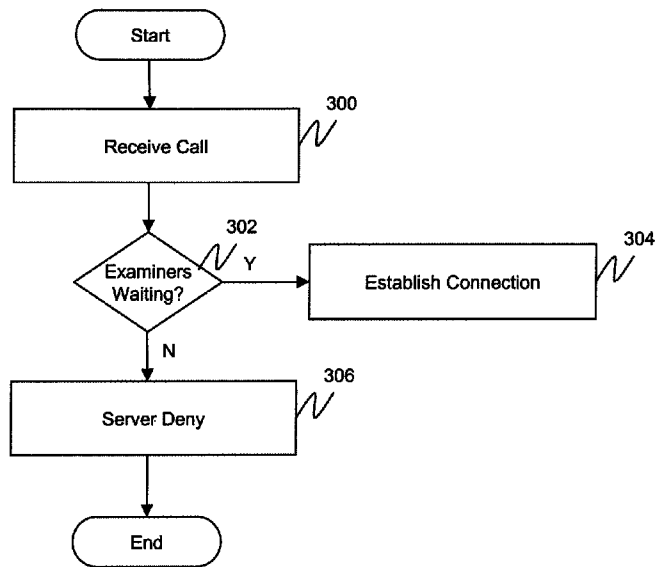 Start
300
Receive Call
302
Examiners
Waiting?
Y
304
Establish Connection
N
306
Server Deny
End